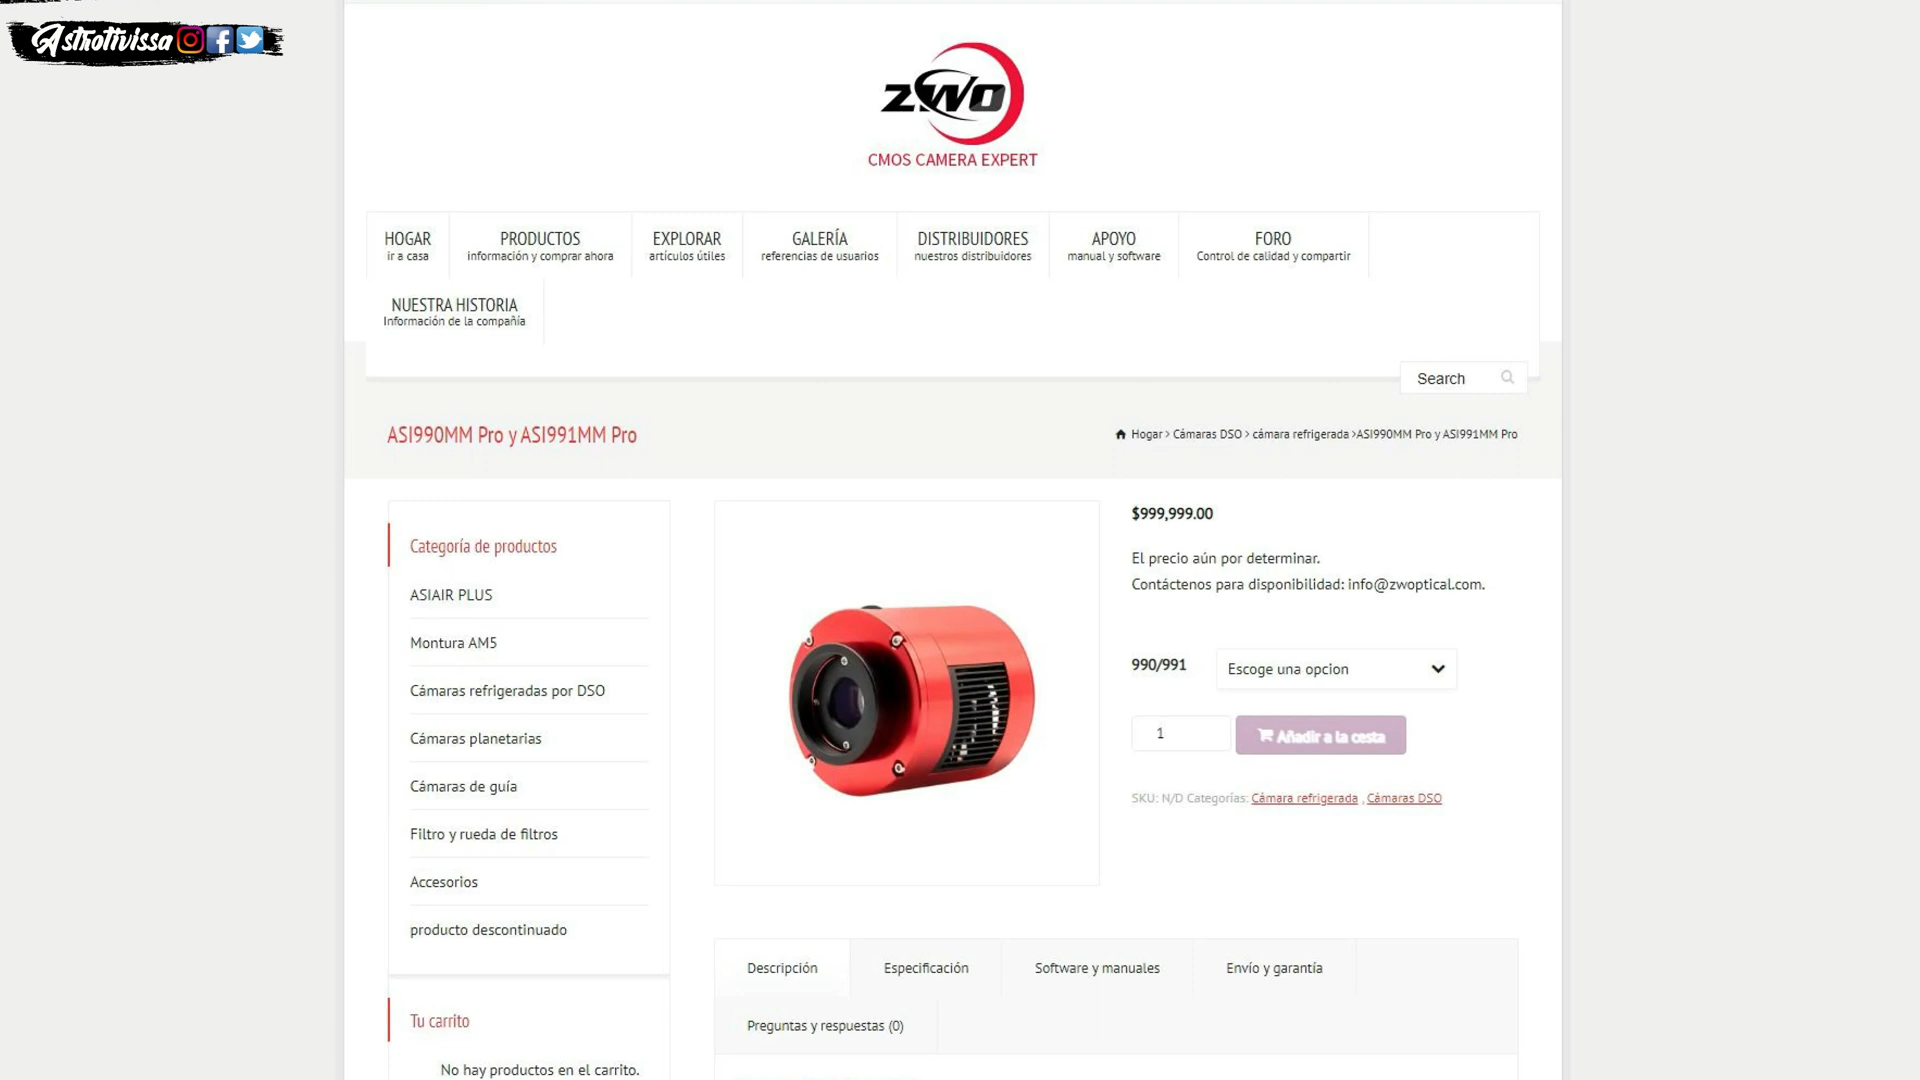 Astrottvissa
ZWO
CMOS CAMERA EXPERT
HOGAR
ir a casa
PRODUCTOS
información y comprar ahora
EXPLORAR
artículos útiles
GALERÍA
referencias de usuarios
DISTRIBUIDORES
nuestros distribuidores
APOYO
manual y software
FORO
Control de calidad y compartir
NUESTRA HISTORIA
Información de la compañía
Search
ASI990MM Pro y ASI991MM Pro
Hogar > Cámaras DSO > cámara refrigerada >ASI990MM Pro y ASI991MM Pro
Categoría de productos
ASIAIR PLUS
Montura AM5
Cámaras refrigeradas por DSO
Cámaras planetarias
Cámaras de guía
Filtro y rueda de filtros
Accesorios
producto descontinuado
Tu carrito
No hay productos en el carrito.
$999,999.00
El precio aún por determinar.
Contáctenos para disponibilidad: info@zwoptical.com.
990/991
Escoge una opcion
1
Añadir a la cesta
SKU: N/D Categorías: Cámara refrigerada , Cámaras DSO
Descripción
Especificación
Software y manuales
Envío y garantía
Preguntas y respuestas (0)